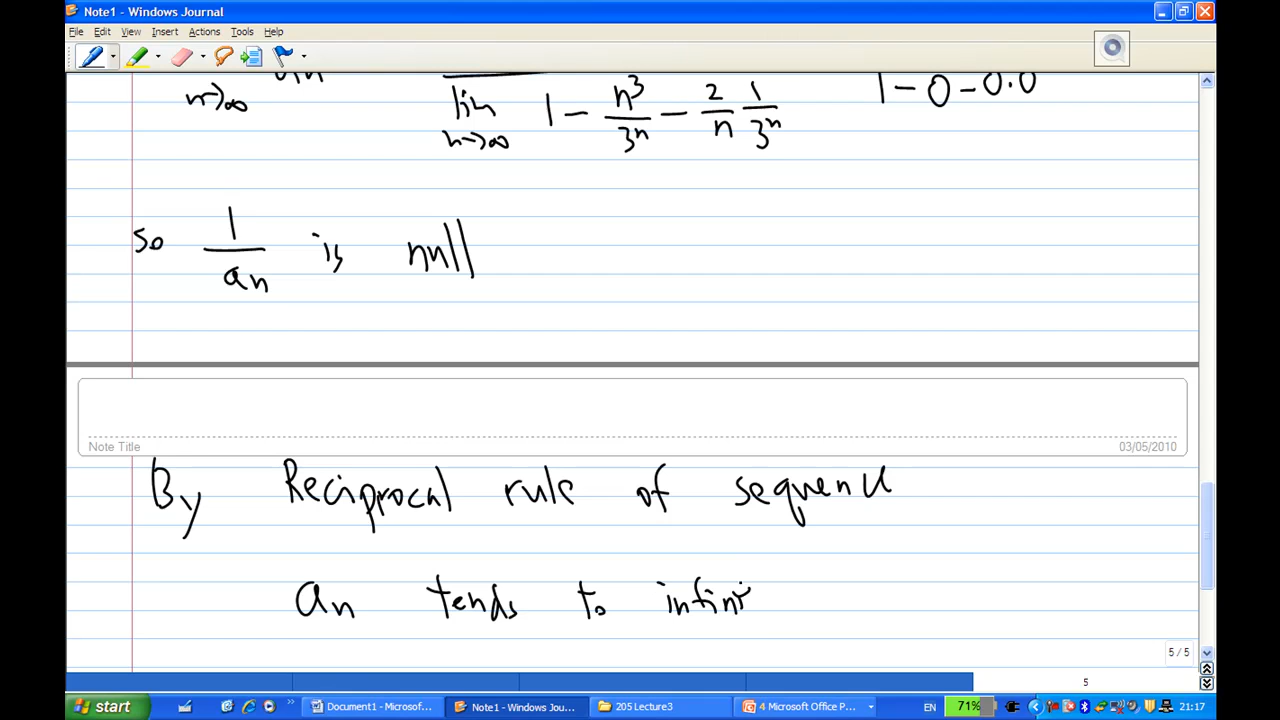 Note1 - Windows Journal
File Edit View Insert Actions Tools Help
n→∞
lim n→∞ 1 - n³/3ⁿ - 2/n 1/3ⁿ
1 - 0 - 0.0
so 1/an is null
Note Title
03/05/2010
By Reciprocal rule of sequence
an tends to infini
5 / 5
5
start
Document1 - Microsof...
Note1 - Windows Jour...
205 Lecture3
4 Microsoft Office P...
EN
71%
21:17